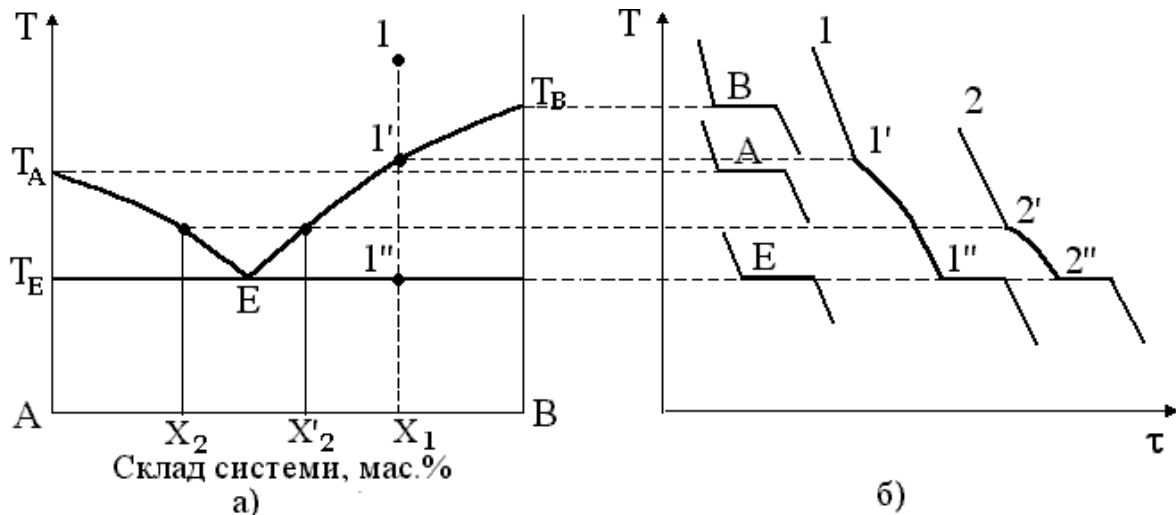 T
1
T_B
1'
T_A
1"
T_E
E
A
X_2
X'_2
X_1
B
Склад системи, мас.%
а)
T
1
B
2
A
1'
2'
E
1"
2"
τ
б)